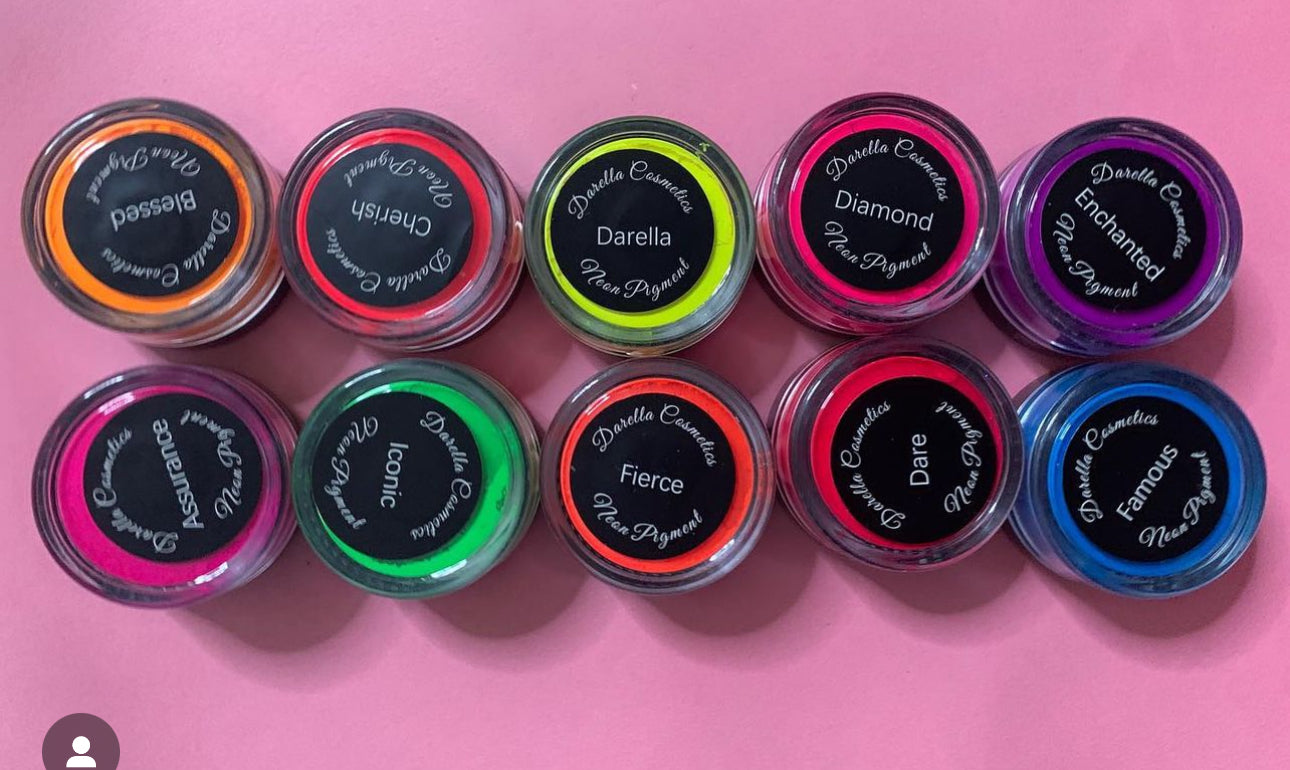 Darella Cosmetics
Blessed
Neon Pigment
Darella Cosmetics
Cherish
Neon Pigment
Darella Cosmetics
Darella
Neon Pigment
Darella Cosmetics
Diamond
Neon Pigment
Darella Cosmetics
Enchanted
Neon Pigment
Darella Cosmetics
Assurance
Neon Pigment
Darella Cosmetics
Iconic
Neon Pigment
Darella Cosmetics
Fierce
Neon Pigment
Darella Cosmetics
Dare
Neon Pigment
Darella Cosmetics
Famous
Neon Pigment